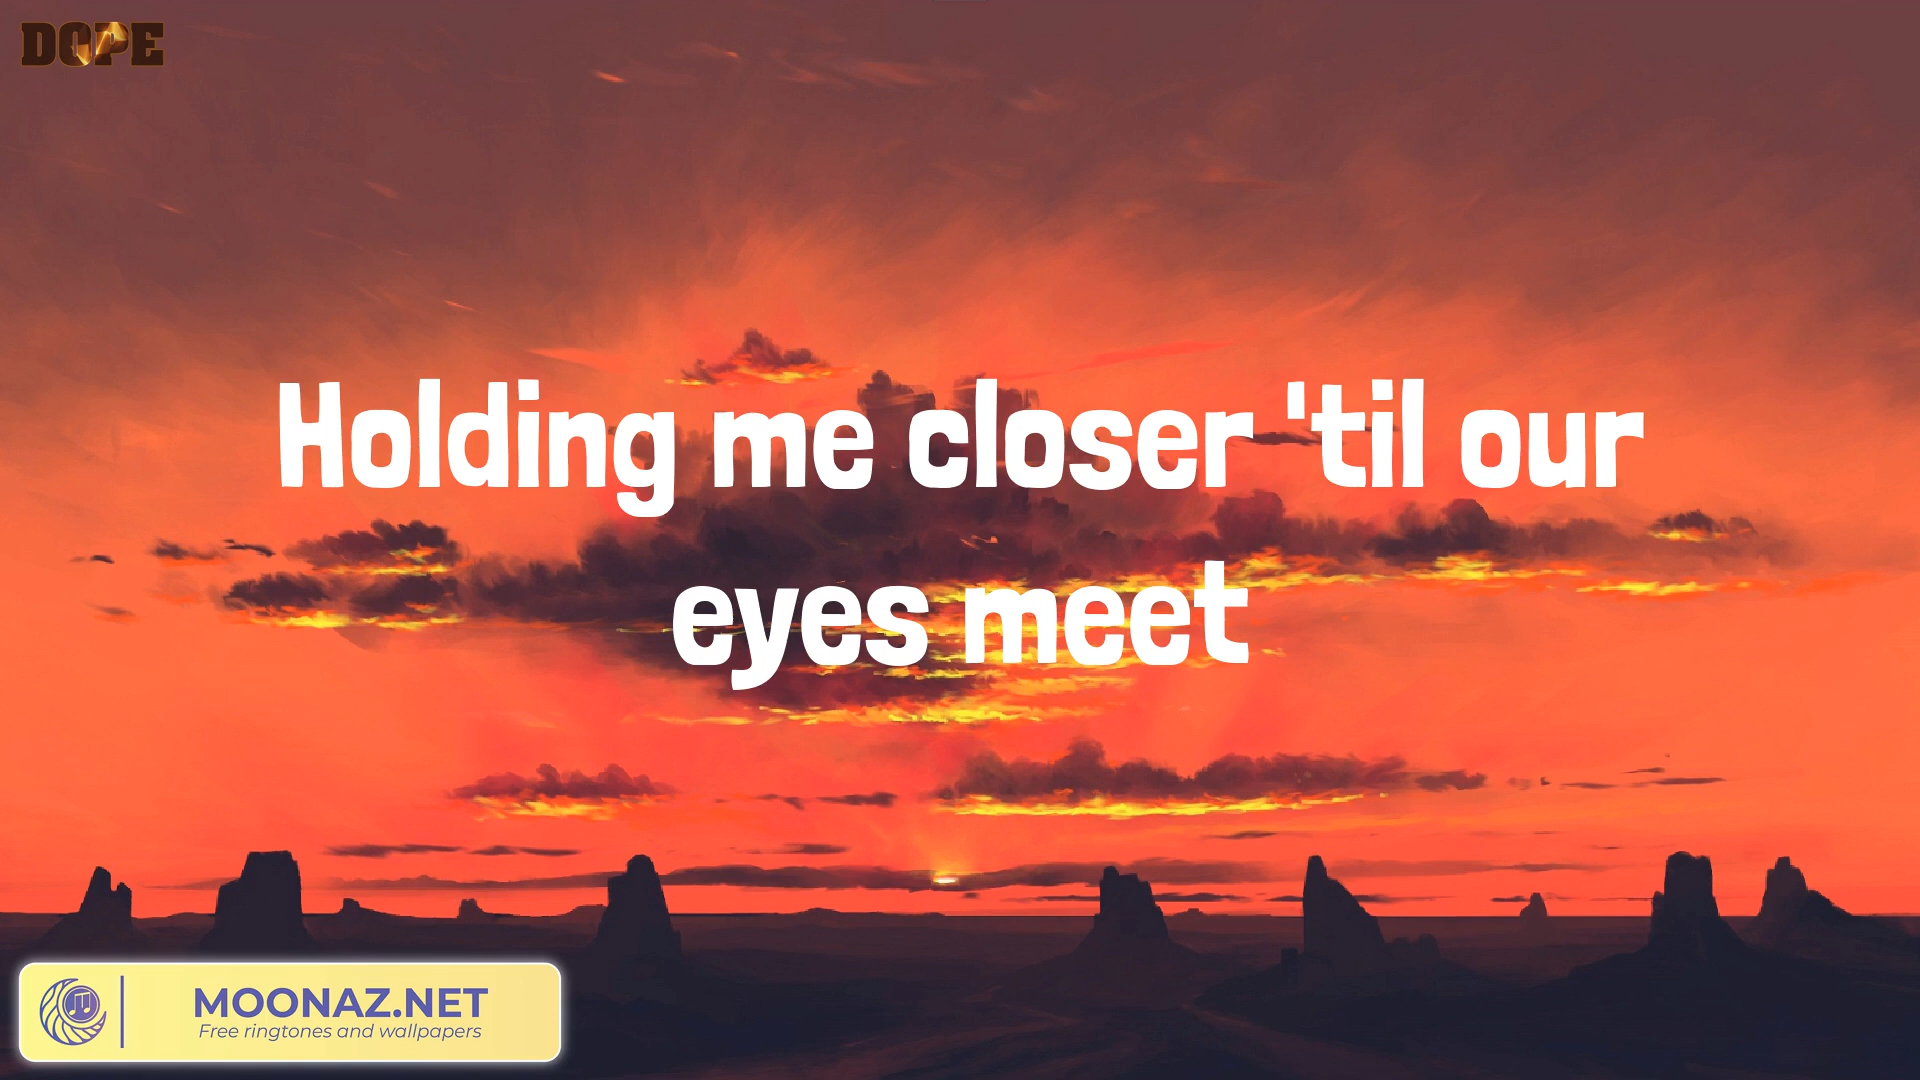 DOPE
Holding me closer 'til our
eyes meet
MOONAZ.NET
Free ringtones and wallpapers